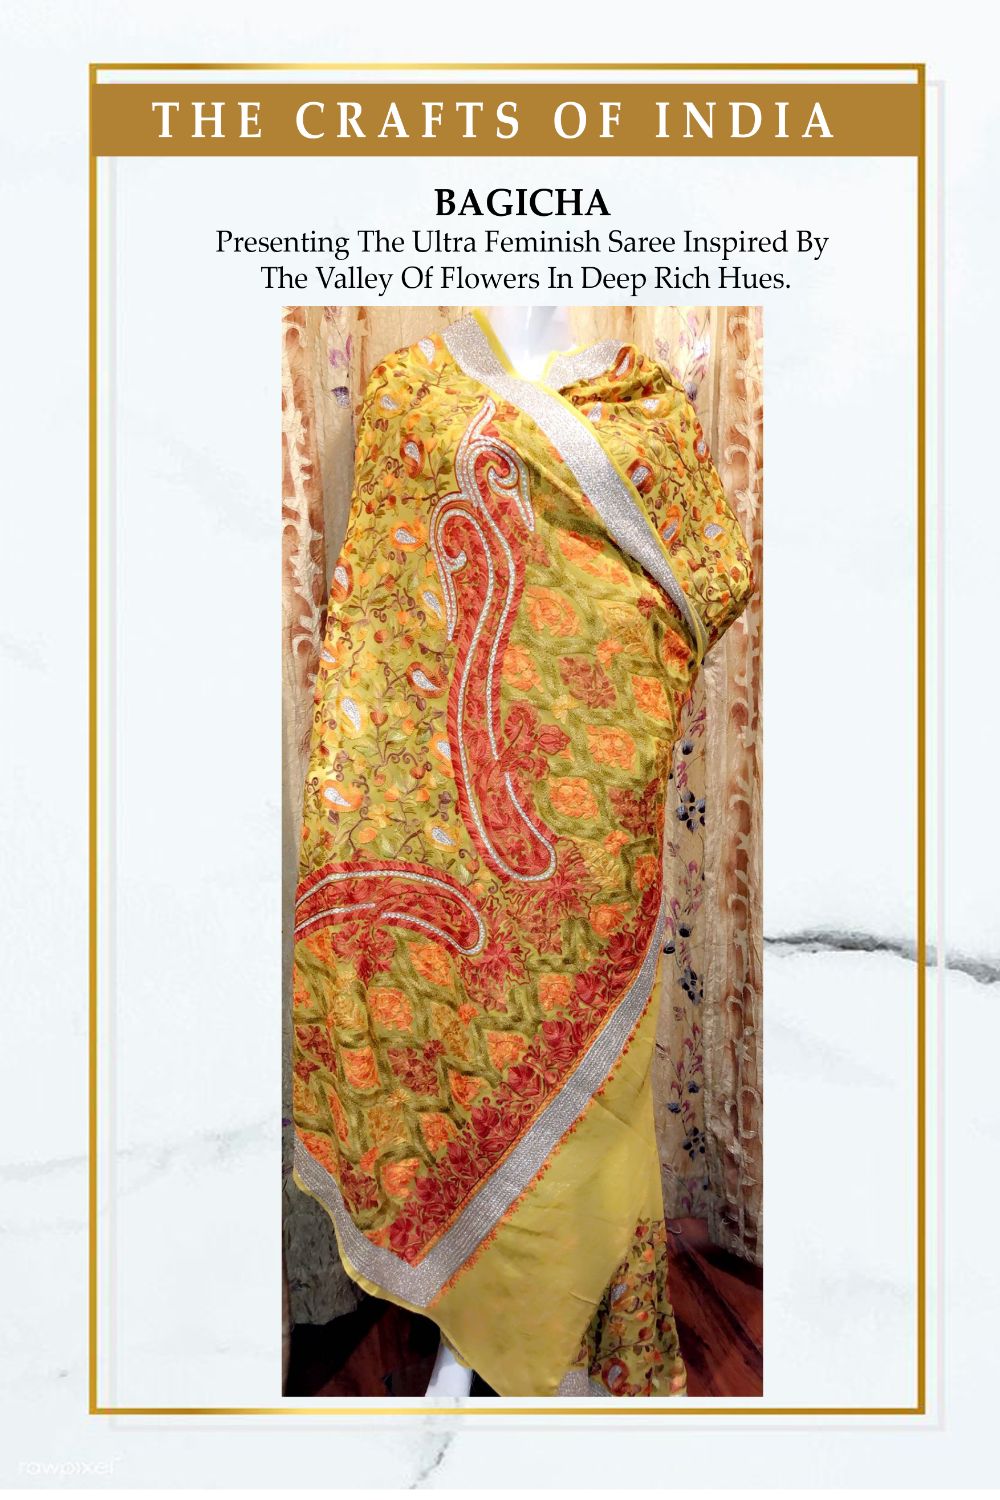 THE CRAFTS OF INDIA
BAGICHA
Presenting The Ultra Feminish Saree Inspired By
The Valley Of Flowers In Deep Rich Hues.
rawpixel